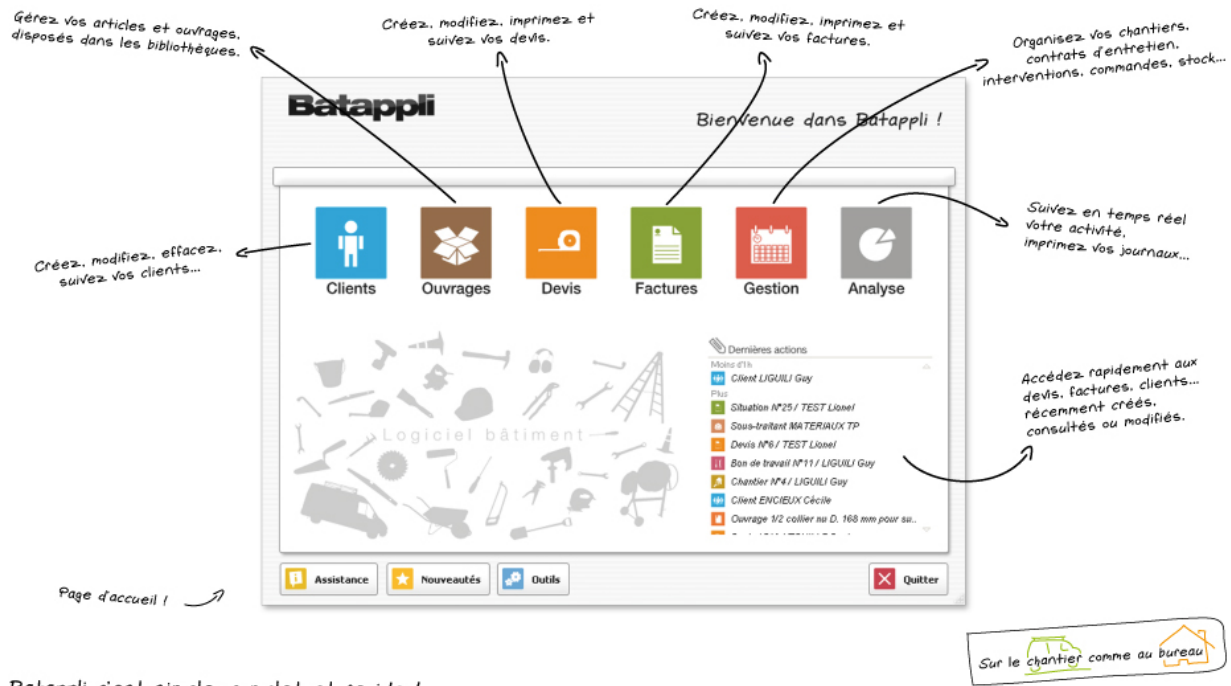 Gérez vos articles et ouvrages,
disposés dans les bibliothèques.
Créez, modifiez, imprimez et
suivez vos devis.
Créez, modifiez, imprimez et
suivez vos factures.
Organisez vos chantiers,
contrats d'entretien,
interventions, commandes, stock...
Batappli
Bienvenue dans Batappli !
Créez, modifiez, effacez,
suivez vos clients...
Clients
Ouvrages
Devis
Factures
Gestion
Analyse
Suivez en temps réel
votre activité,
imprimez vos journaux...
Logiciel bâtiment
Dernières actions
Moins d'1h
Client LIGUILI Guy
Plus
Situation N°25 / TEST Lionel
Sous-traitant MATERIAUX TP
Devis N°6 / TEST Lionel
Bon de travail N°11 / LIGUILI Guy
Chantier N°4 / LIGUILI Guy
Client ENCIEUX Cécile
Ouvrage 1/2 collier nu D. 168 mm pour su..
Accédez rapidement aux
devis, factures, clients...
récemment créés,
consultés ou modifiés.
Page d'accueil !
Assistance
Nouveautés
Outils
Quitter
Sur le chantier comme au bureau
Batappli c'est simple,